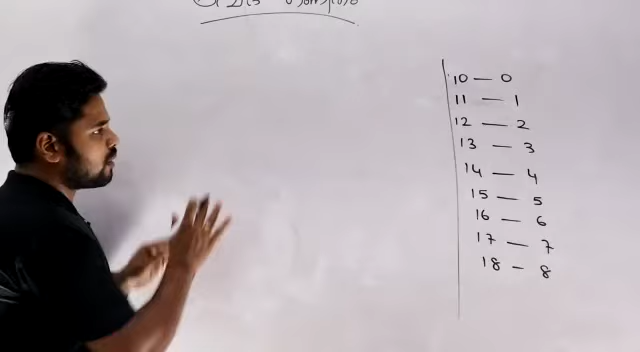 10 — 0
11 — 1
12 — 2
13 — 3
14 — 4
15 — 5
16 — 6
17 — 7
18 — 8